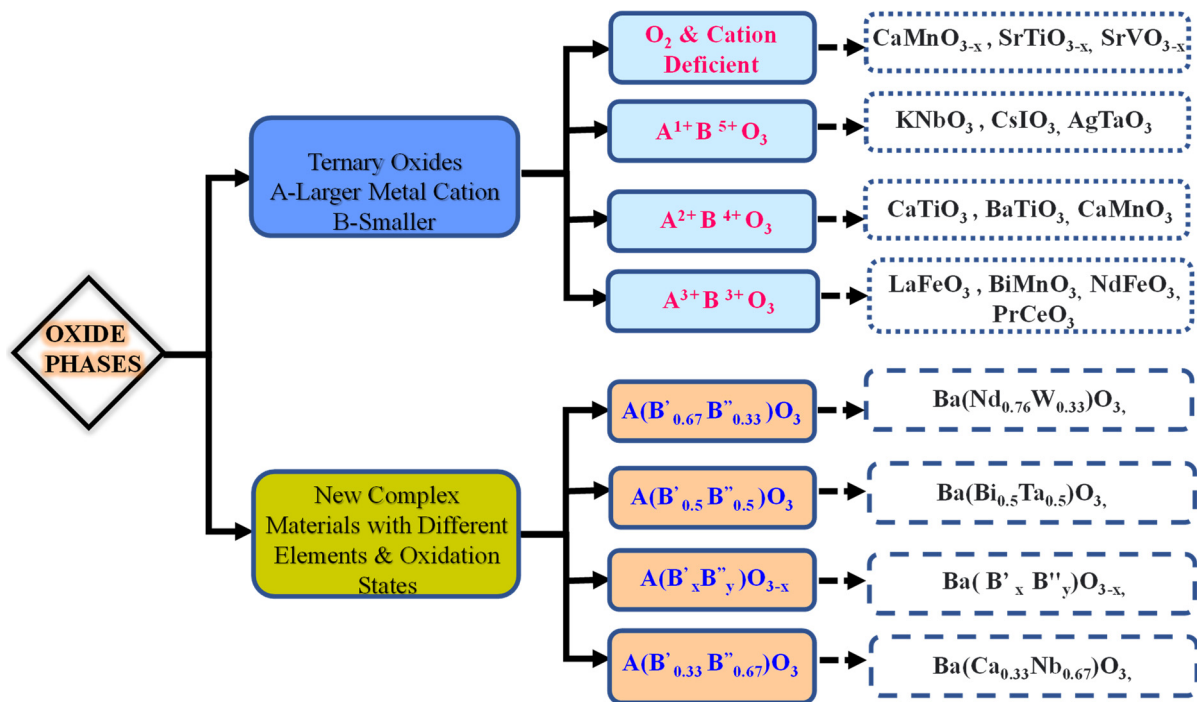 OXIDE
PHASES
Ternary Oxides
A-Larger Metal Cation
B-Smaller
O₂ & Cation
Deficient
CaMnO₃₋ₓ , SrTiO₃₋ₓ, SrVO₃₋ₓ
A¹⁺B ⁵⁺O₃
KNbO₃ , CsIO₃, AgTaO₃
A²⁺B ⁴⁺O₃
CaTiO₃ , BaTiO₃, CaMnO₃
A³⁺B ³⁺O₃
LaFeO₃ , BiMnO₃, NdFeO₃,
PrCeO₃
New Complex
Materials with Different
Elements & Oxidation
States
A(B’₀.₆₇ B”₀.₃₃)O₃
Ba(Nd₀.₇₆W₀.₃₃)O₃,
A(B’₀.₅ B”₀.₅)O₃
Ba(Bi₀.₅Ta₀.₅)O₃,
A(B’ₓB”ᵧ)O₃₋ₓ
Ba( B’ ₓ B"ᵧ)O₃₋ₓ,
A(B’₀.₃₃ B”₀.₆₇)O₃
Ba(Ca₀.₃₃Nb₀.₆₇)O₃,